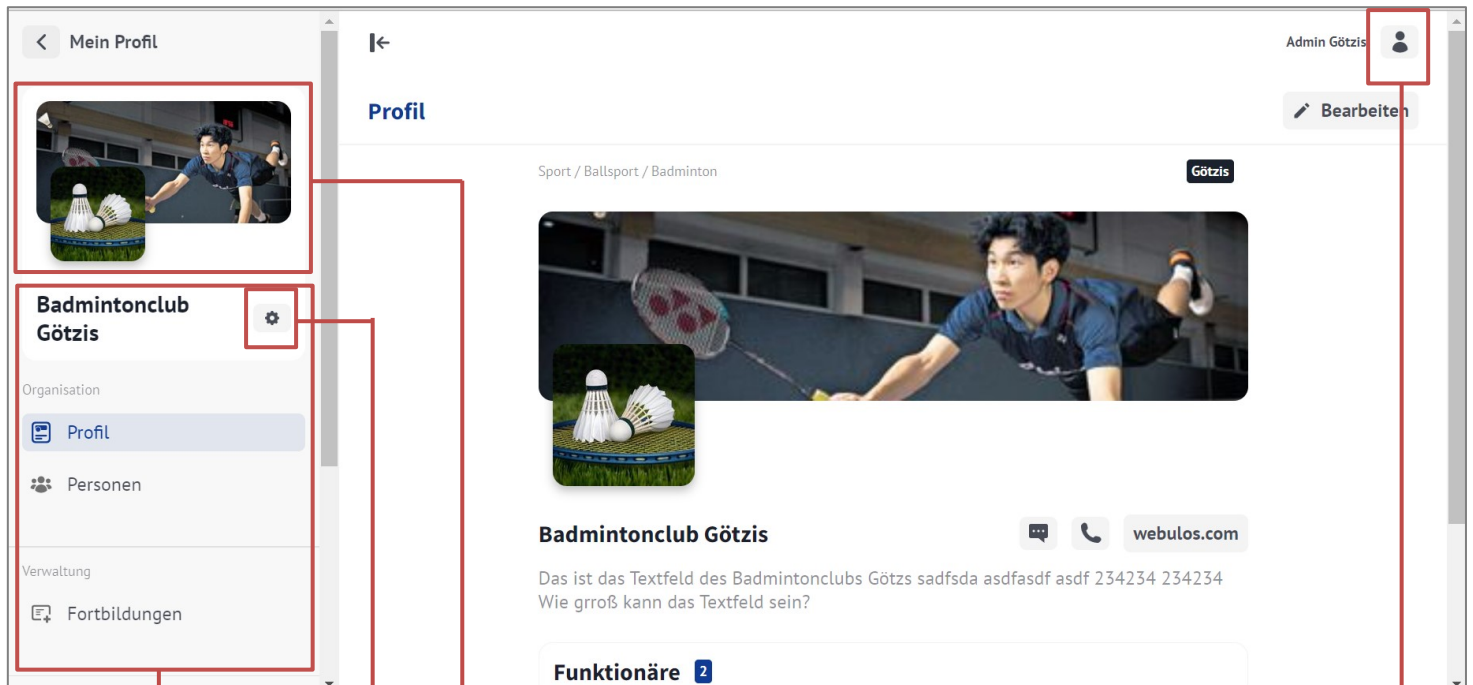 Mein Profil
Admin Götzis
Profil
Bearbeiten
Sport / Ballsport / Badminton
Götzis
Badmintonclub
Götzis
Organisation
Profil
Personen
Verwaltung
Fortbildungen
Badmintonclub Götzis
webulos.com
Das ist das Textfeld des Badmintonclubs Götzs sadfsda asdfasdf asdf 234234 234234
Wie grroß kann das Textfeld sein?
Funktionäre 2